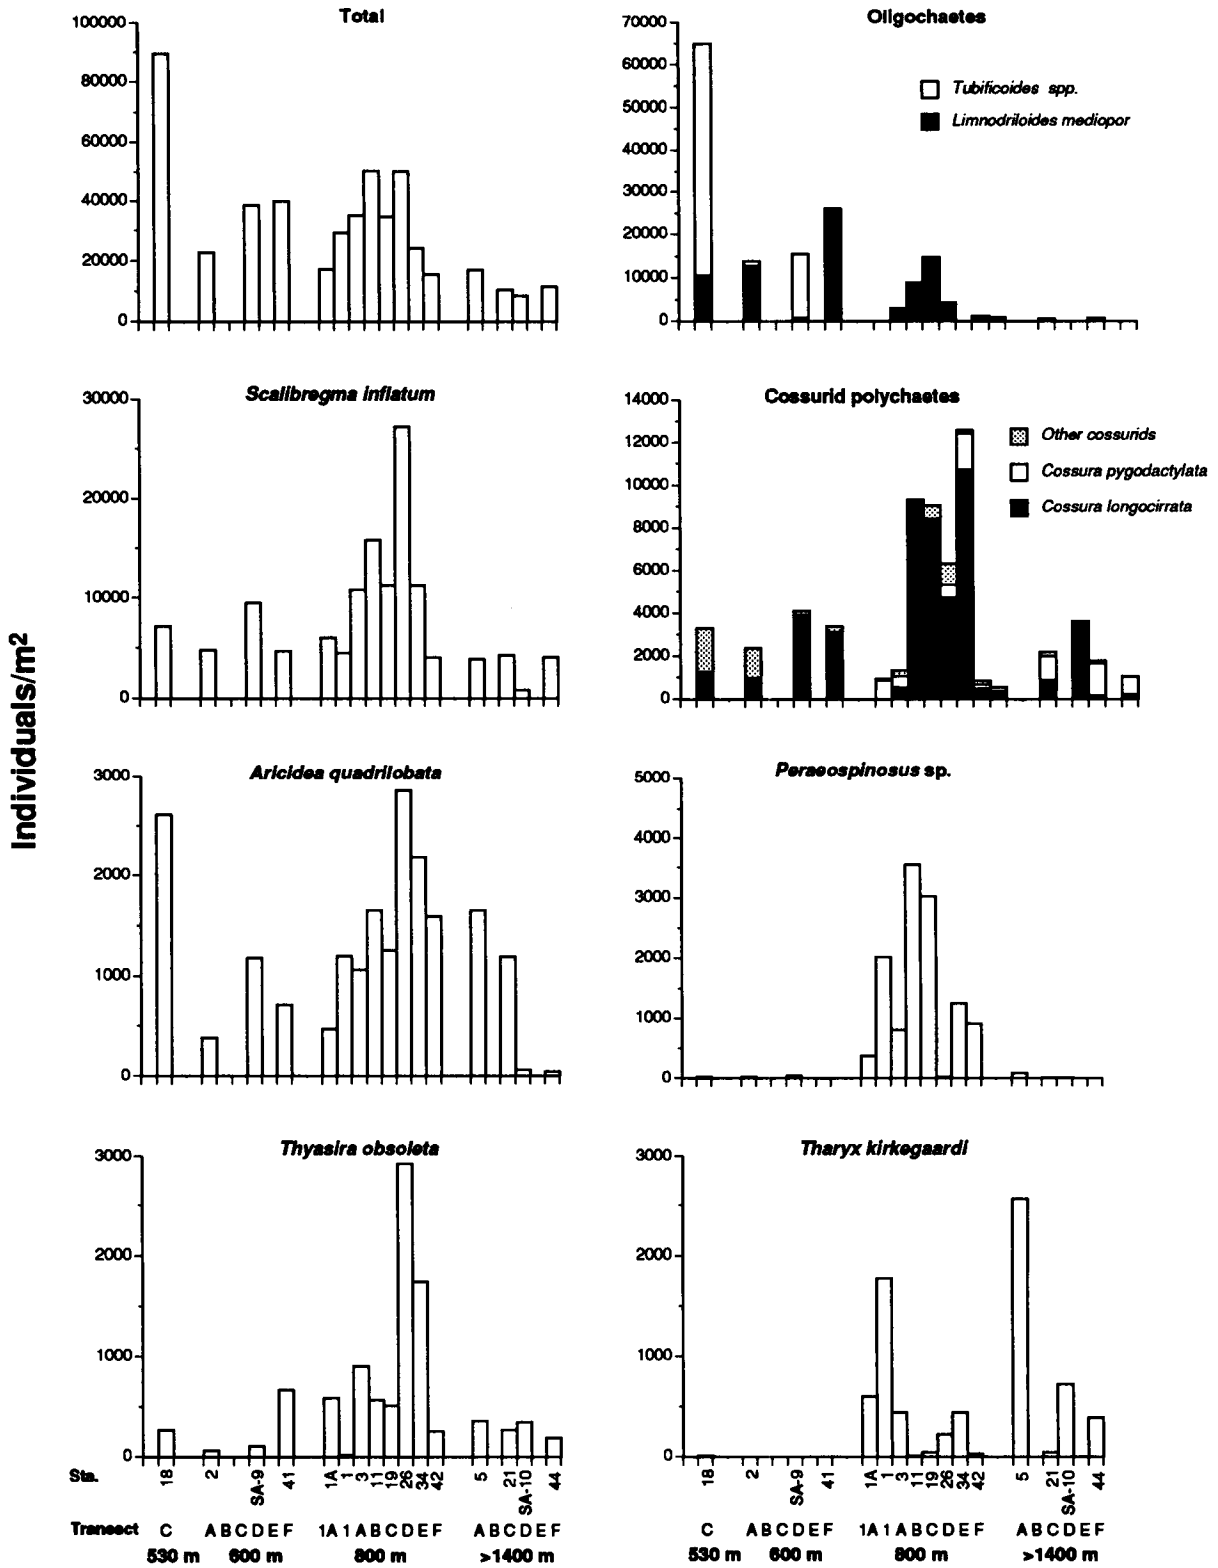 Individuals/m2
Total
100000
80000
60000
40000
20000
0
Oligochaetes
70000
60000
50000
40000
30000
20000
10000
0
Tubificoides spp.
Limnodriloides mediopor
Scalibregma inflatum
30000
20000
10000
0
Cossurid polychaetes
14000
12000
10000
8000
6000
4000
2000
0
Other cossurids
Cossura pygodactylata
Cossura longocirrata
Aricidea quadrilobata
3000
2000
1000
0
Peraeospinosus sp.
5000
4000
3000
2000
1000
0
Thyasira obsoleta
3000
2000
1000
0
Tharyx kirkegaardi
3000
2000
1000
0
Sta. 18 2 SA-9 41 1A 1 3 11 19 26 34 42 5 21 SA-10 44
Transect C A B C D E F 1A 1 A B C D E F A B C D E F
530 m 600 m 800 m >1400 m
18 2 SA-9 41 1A 1 3 11 19 26 34 42 5 21 SA-10 44
C A B C D E F 1A 1 A B C D E F A B C D E F
530 m 600 m 800 m >1400 m